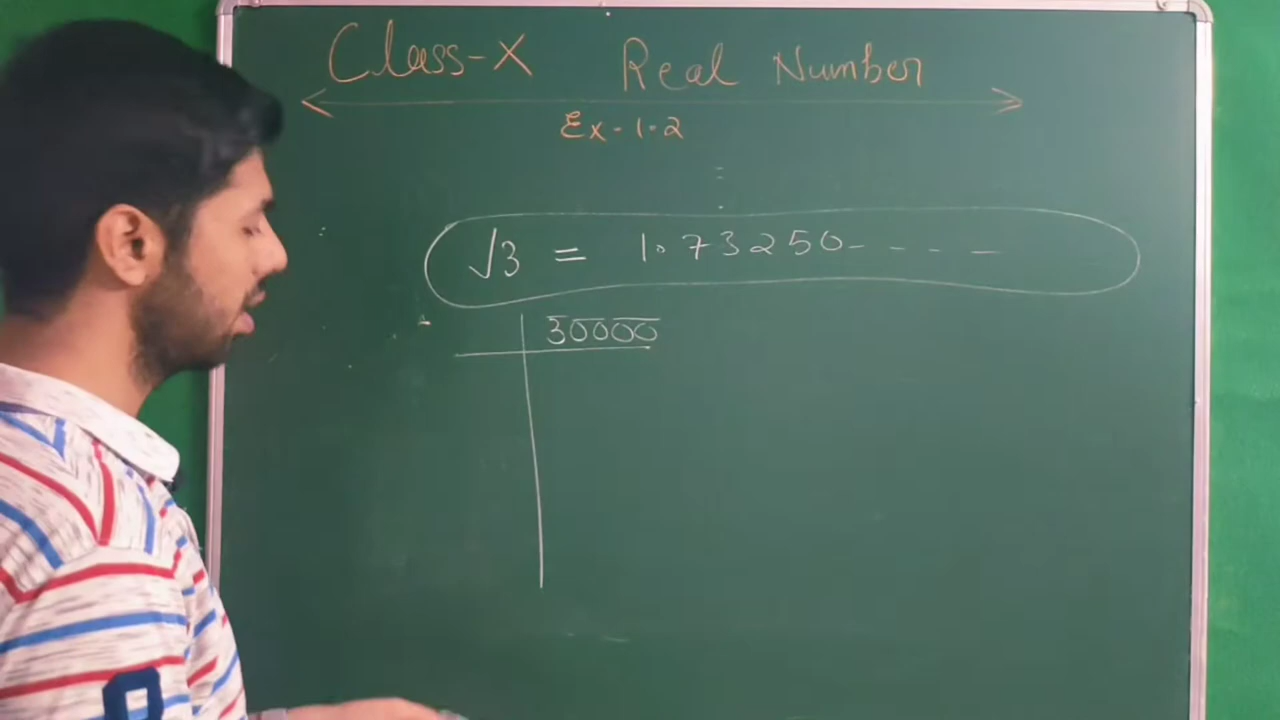 Class-X Real Number
Ex-1.2
√3 = 1.73250- - - -
30000